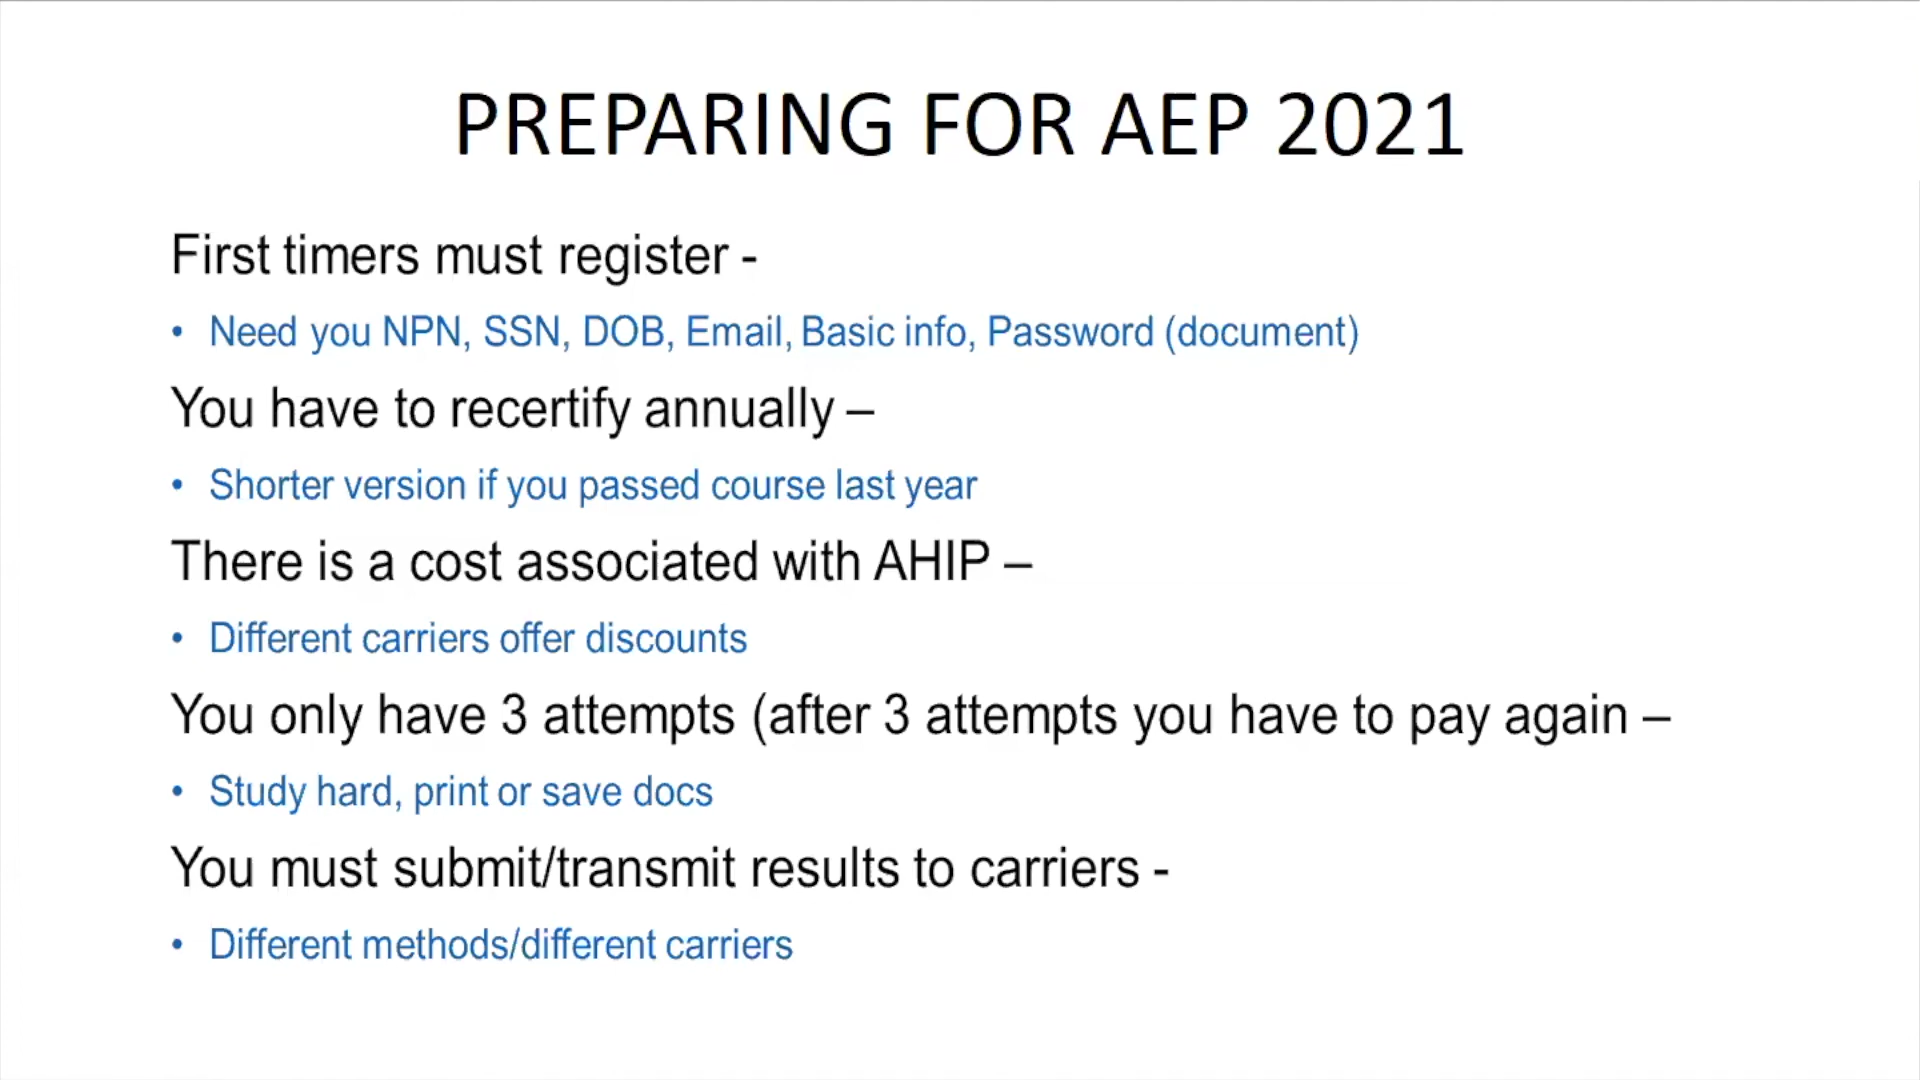 PREPARING FOR AEP 2021
First timers must register -
• Need you NPN, SSN, DOB, Email, Basic info, Password (document)
You have to recertify annually –
• Shorter version if you passed course last year
There is a cost associated with AHIP –
• Different carriers offer discounts
You only have 3 attempts (after 3 attempts you have to pay again –
• Study hard, print or save docs
You must submit/transmit results to carriers -
• Different methods/different carriers